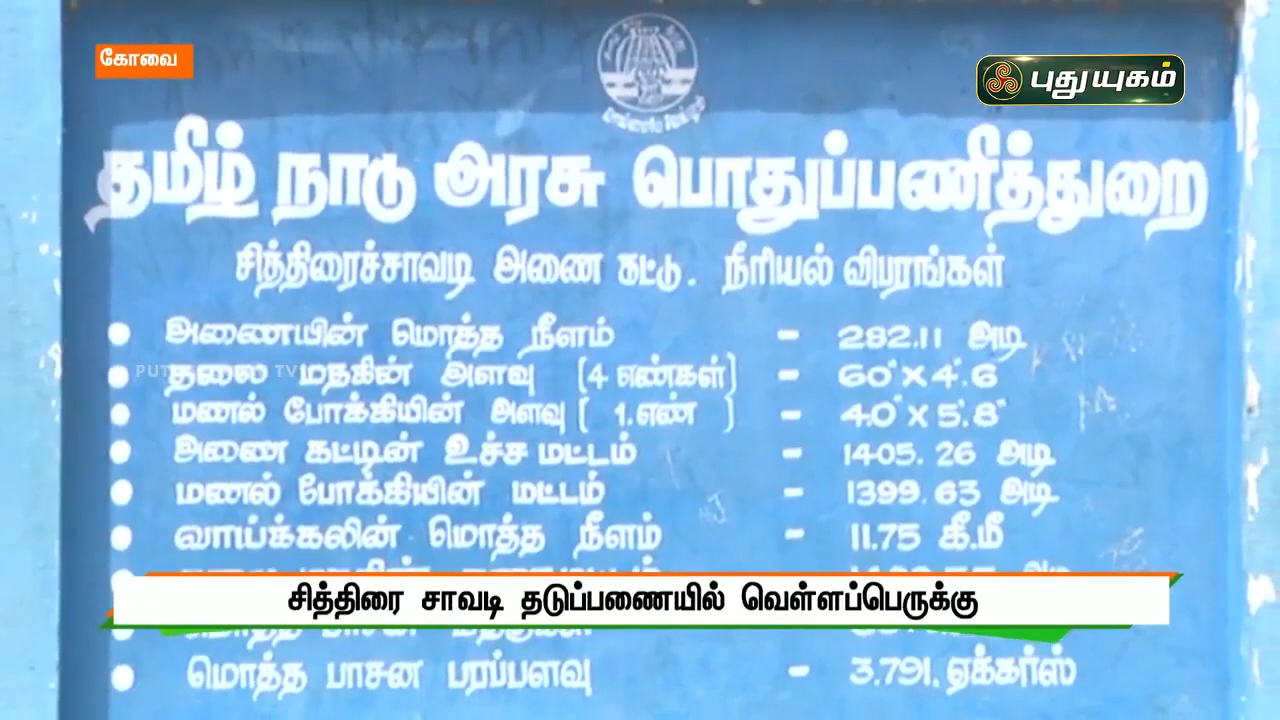 கோவை
புதுயுகம்
தமிழ் நாடு அரசு பொதுப்பணித்துறை
சித்திரைச்சாவடி அணை கட்டு. நீரியல் விபரங்கள்
● அணையின் மொத்த நீளம் - 282.11 அடி
● தலை மதகின் அளவு (4 எண்கள்) - 60" X 4'.6
● மணல் போக்கியின் அளவு ( 1.எண் ) - 4.0" X 5'.8"
● அணை கட்டின் உச்ச மட்டம் - 1405. 26 அடி
● மணல் போக்கியின் மட்டம் - 1399.63 அடி
● வாய்க்கலின் மொத்த நீளம் - 11.75 கீ.மீ
சித்திரை சாவடி தடுப்பணையில் வெள்ளப்பெருக்கு
● மொத்த பாசன பரப்பளவு - 3.791. ஏக்கர்ஸ்